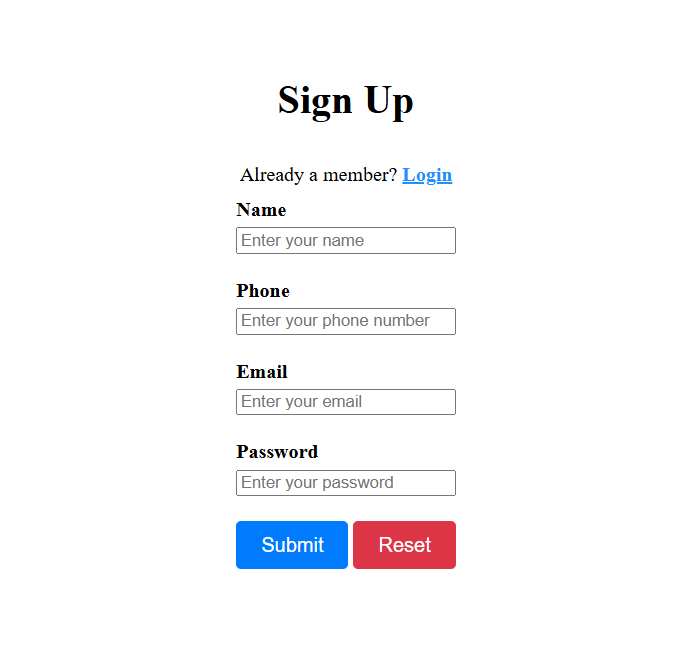 Sign Up
Already a member? Login
Name
Enter your name
Phone
Enter your phone number
Email
Enter your email
Password
Enter your password
Submit Reset